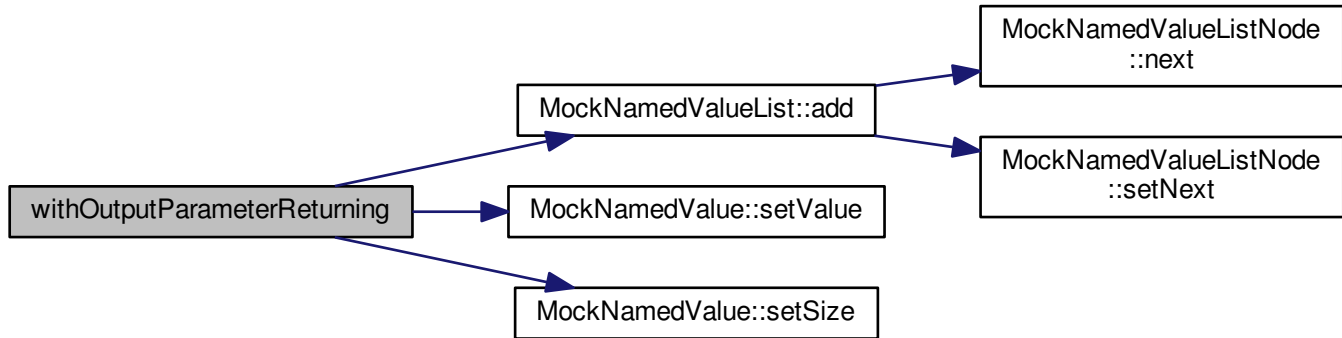 withOutputParameterReturning
MockNamedValueList::add
MockNamedValueListNode
::next
MockNamedValueListNode
::setNext
MockNamedValue::setValue
MockNamedValue::setSize